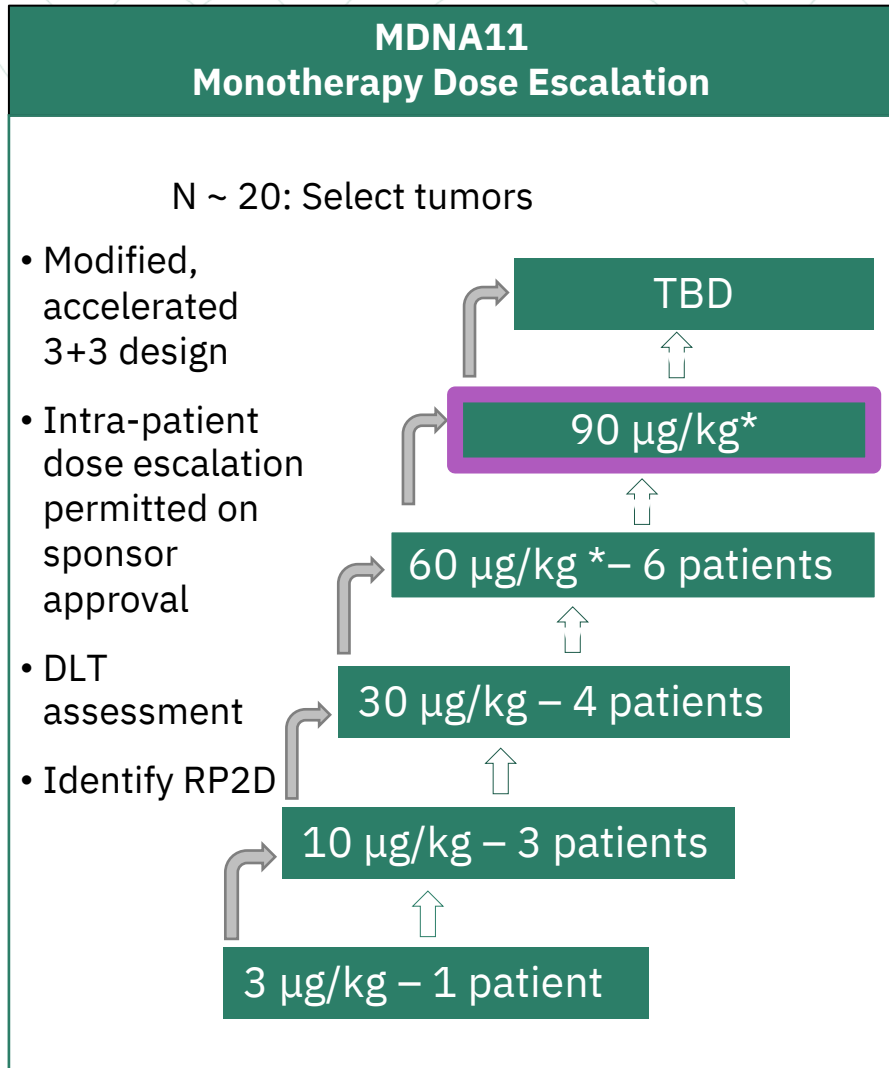 MDNA11
Monotherapy Dose Escalation
N ~ 20: Select tumors
• Modified,
accelerated
3+3 design
• Intra-patient
dose escalation
permitted on
sponsor
approval
• DLT
assessment
• Identify RP2D
TBD
90 µg/kg*
60 µg/kg *– 6 patients
30 µg/kg – 4 patients
10 µg/kg – 3 patients
3 µg/kg – 1 patient